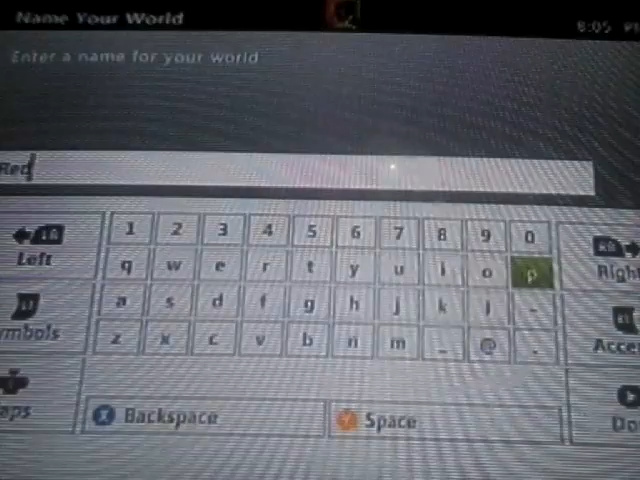 Name Your World
8:05 P
Enter a name for your world
Red
1 2 3 4 5 6 7 8 9 0
Left
q w e r t y u i o p
Right
a s d f g h j k l -
ymbols
z x c v b n m _ @ .
Acce
aps
X Backspace
Y Space
Do